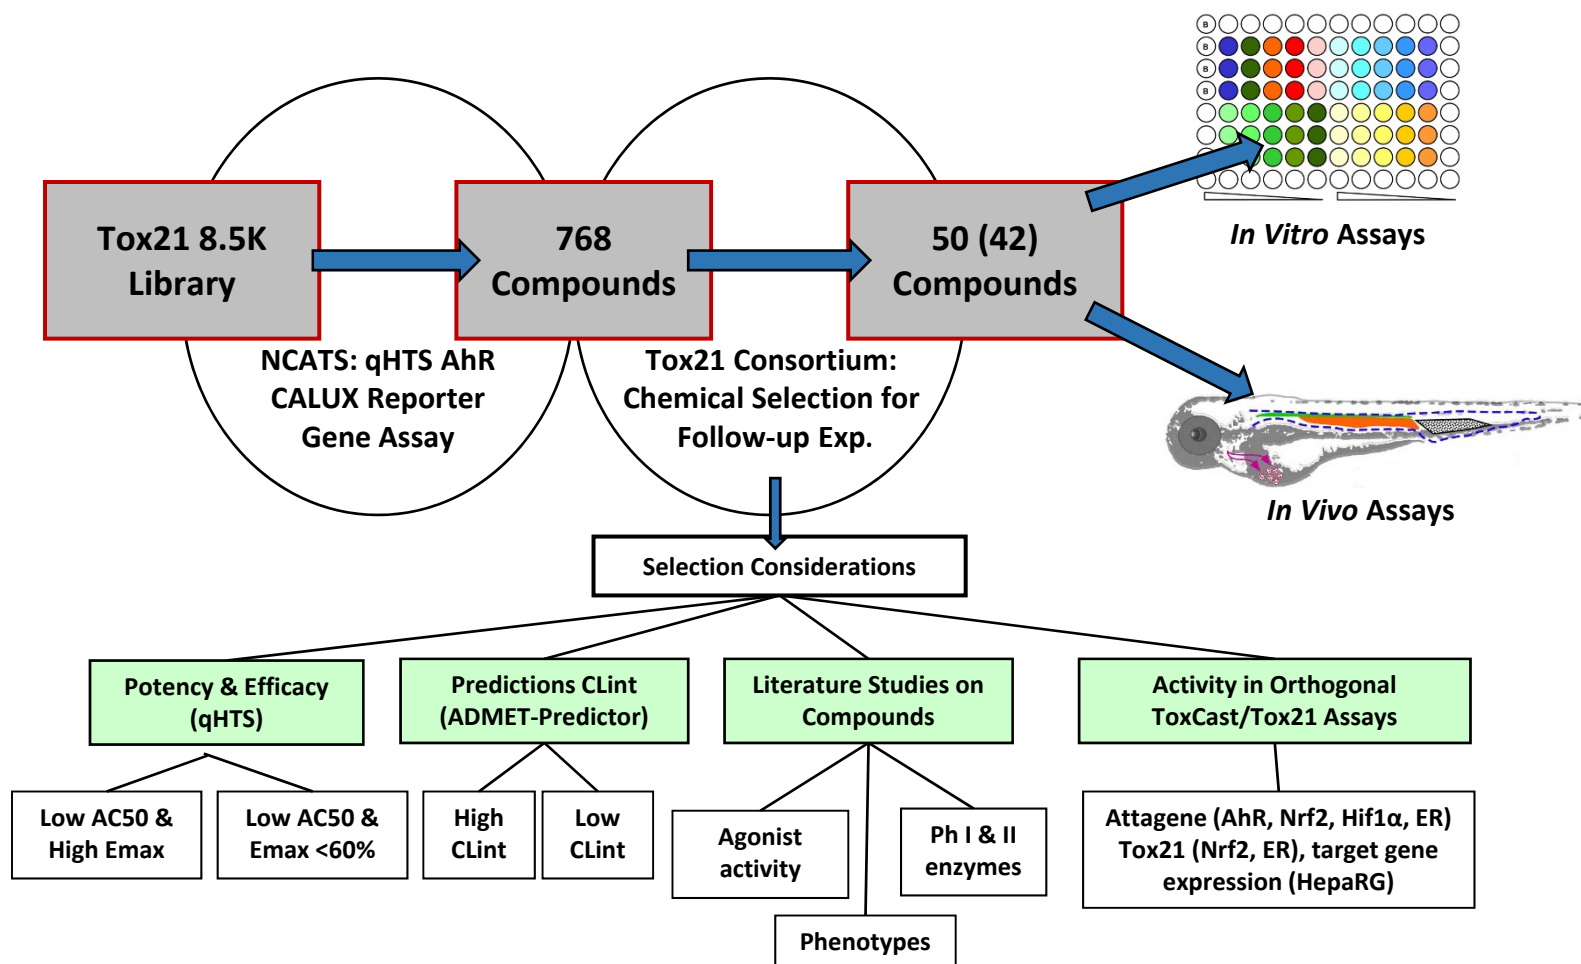 B
B
B
B
Tox21 8.5K
Library
768
Compounds
50 (42)
Compounds
In Vitro Assays
NCATS: qHTS AhR
CALUX Reporter
Gene Assay
Tox21 Consortium:
Chemical Selection for
Follow-up Exp.
In Vivo Assays
Selection Considerations
Potency & Efficacy
(qHTS)
Predictions CLint
(ADMET-Predictor)
Literature Studies on
Compounds
Activity in Orthogonal
ToxCast/Tox21 Assays
Low AC50 &
High Emax
Low AC50 &
Emax <60%
High
CLint
Low
CLint
Agonist
activity
Phenotypes
Ph I & II
enzymes
Attagene (AhR, Nrf2, Hif1α, ER)
Tox21 (Nrf2, ER), target gene
expression (HepaRG)